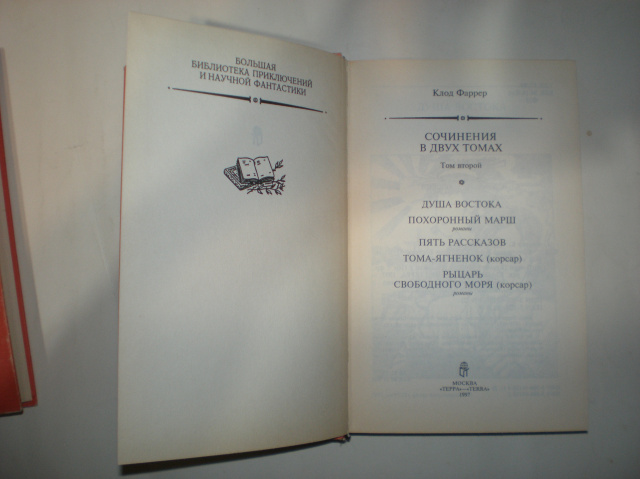 БОЛЬШАЯ
БИБЛИОТЕКА ПРИКЛЮЧЕНИЙ
И НАУЧНОЙ ФАНТАСТИКИ
Клод Фаррер
СОЧИНЕНИЯ
В ДВУХ ТОМАХ
Том второй
ДУША ВОСТОКА
ПОХОРОННЫЙ МАРШ
романы
ПЯТЬ РАССКАЗОВ
ТОМА-ЯГНЕНОК (корсар)
РЫЦАРЬ
СВОБОДНОГО МОРЯ (корсар)
романы
МОСКВА
«ТЕРРА»—«TERRA»
1997